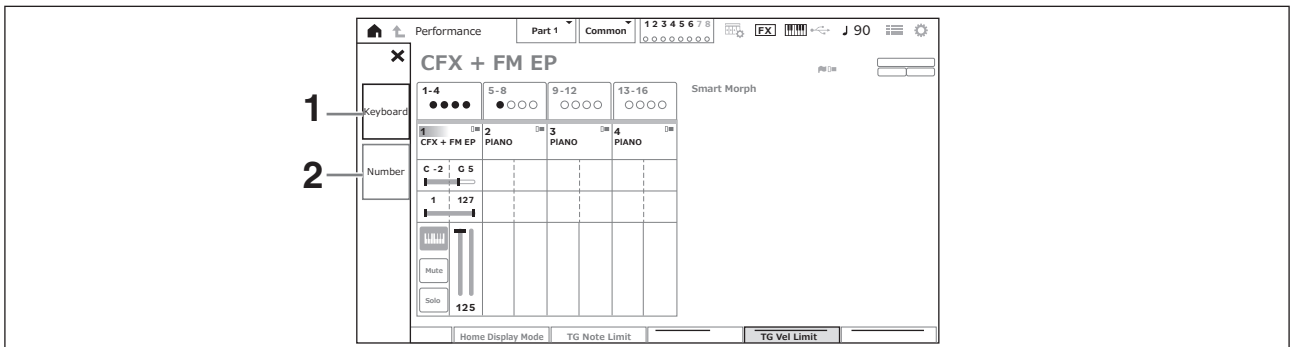 Performance
Part 1
Common
1 2 3 4 5 6 7 8
FX
90
CFX + FM EP
1-4
5-8
9-12
13-16
Smart Morph
1
Keyboard
1
2
3
4
CFX + FM EP
PIANO
PIANO
PIANO
2
Number
C -2
G 5
1
127
Mute
Solo
125
Home Display Mode
TG Note Limit
TG Vel Limit